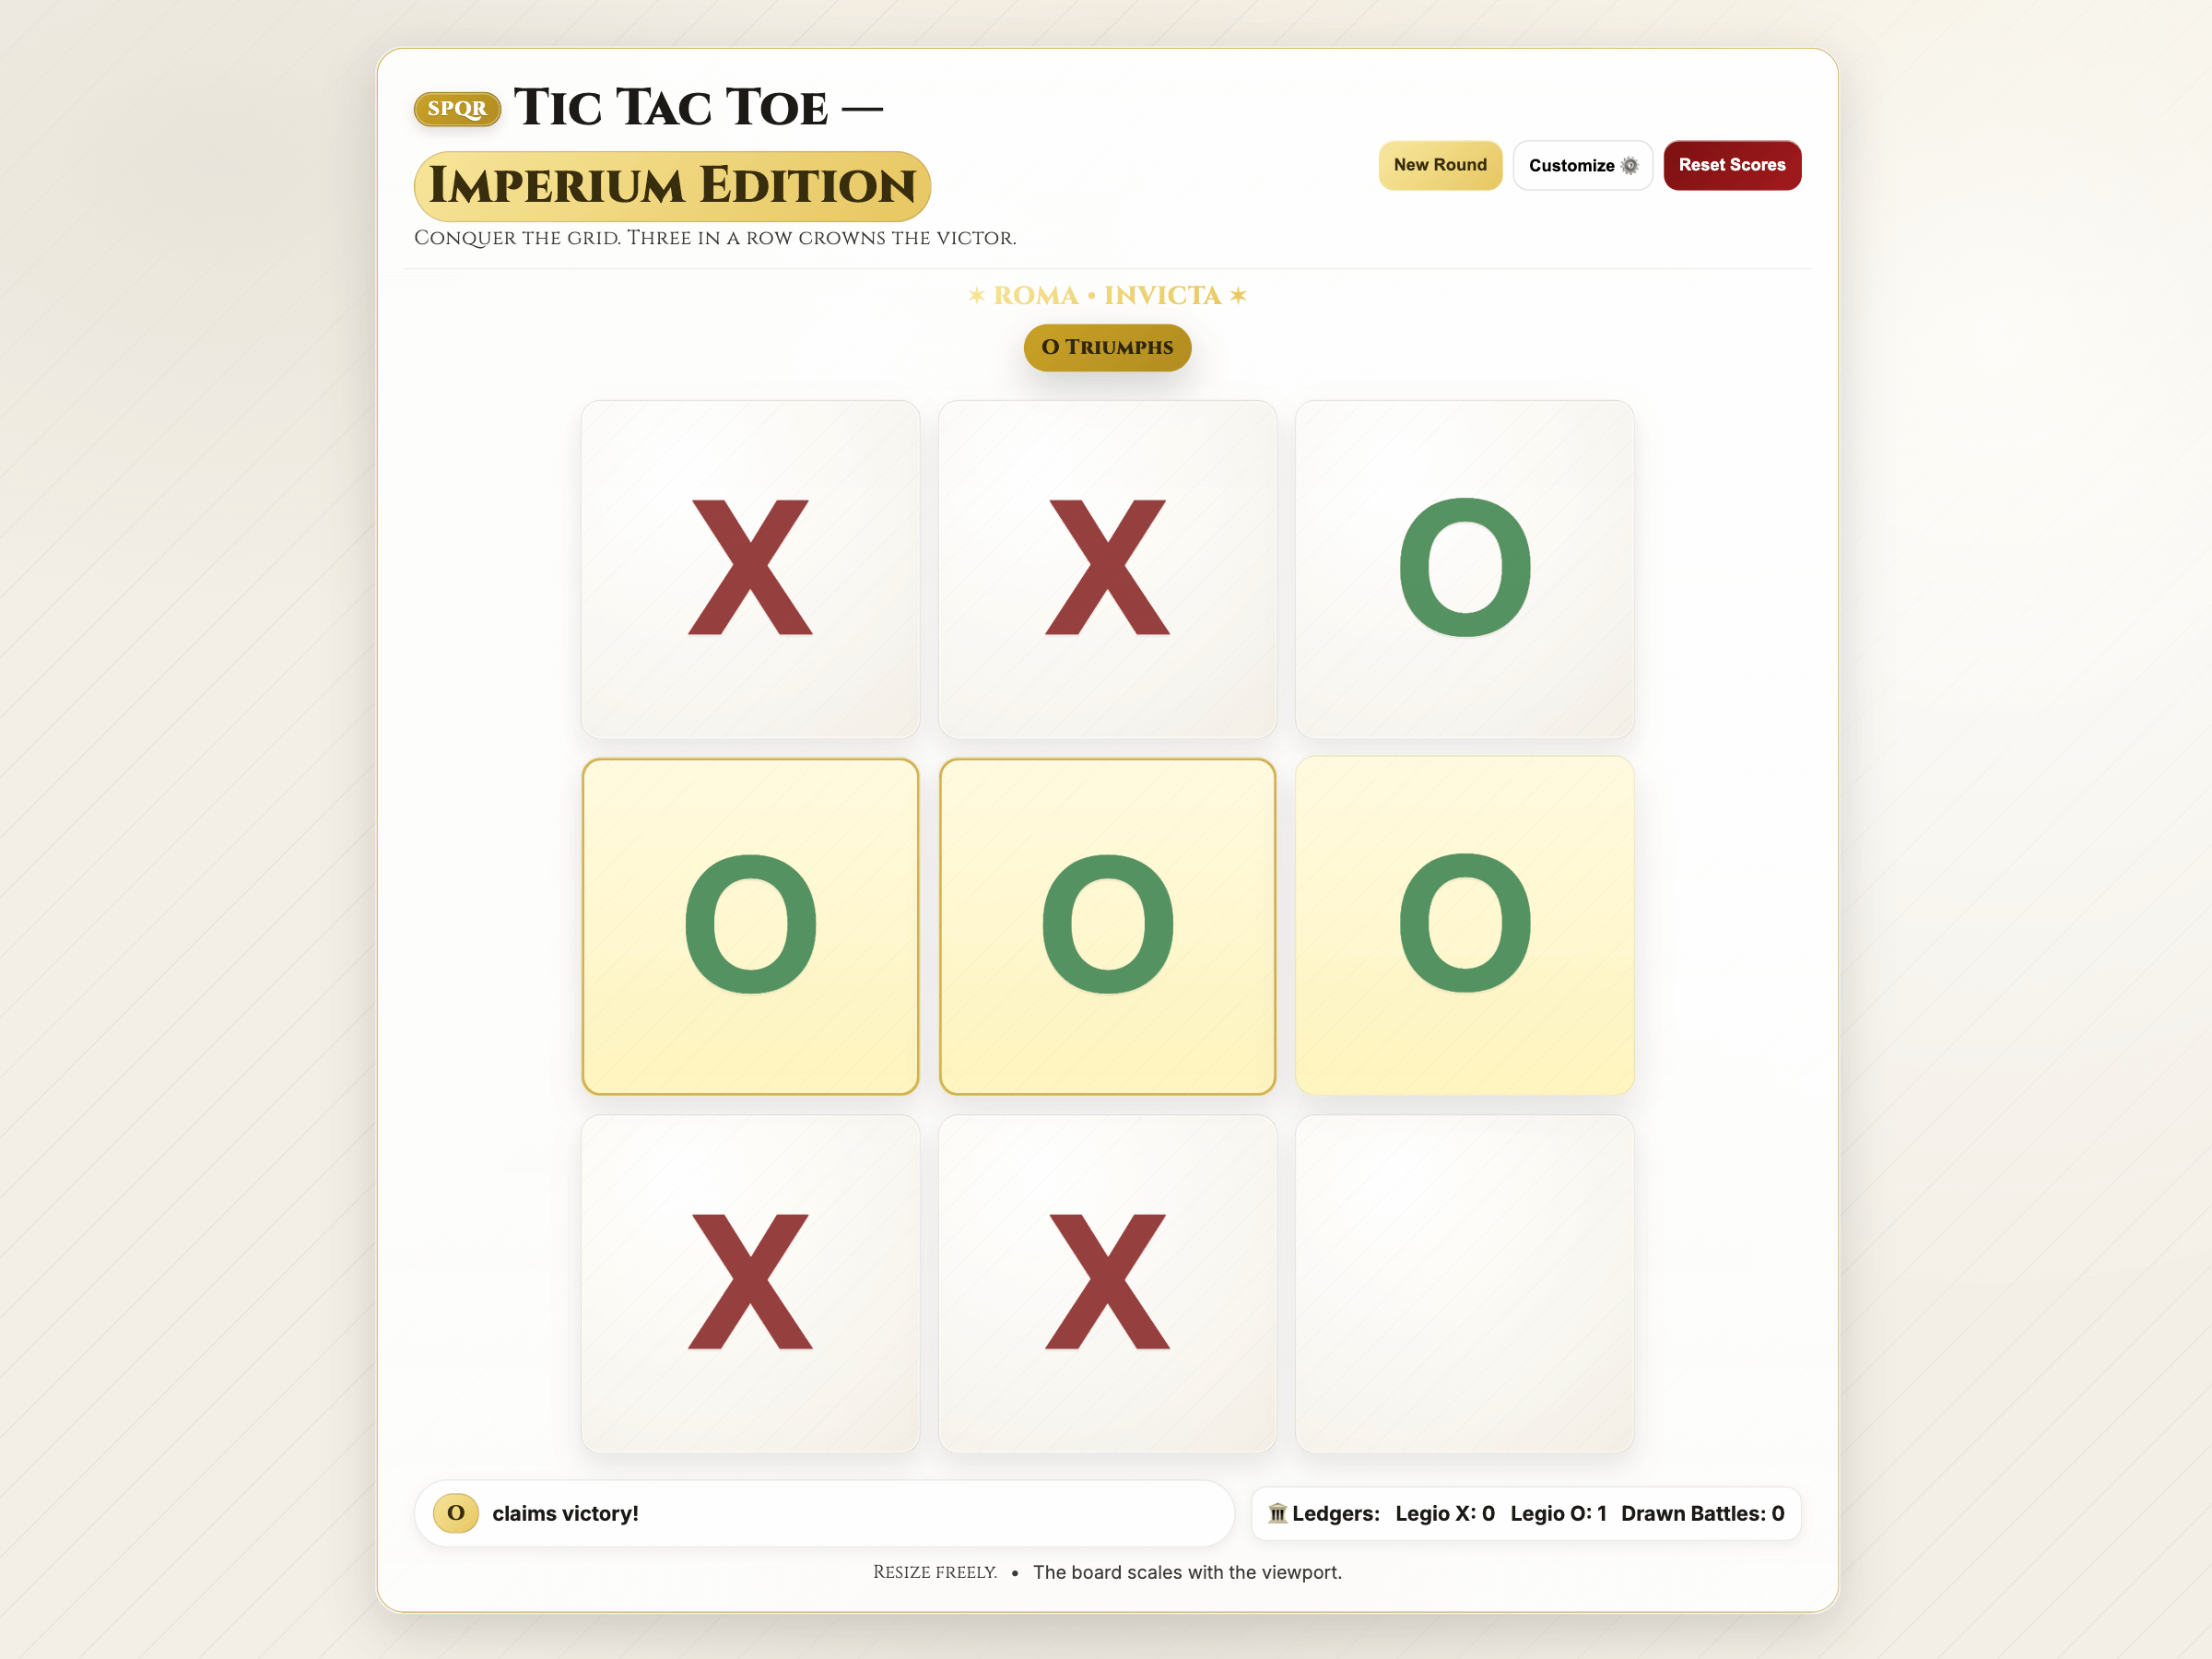 SPQR Tic Tac Toe —
Imperium Edition
Conquer the grid. Three in a row crowns the victor.
New Round
Customize ⚙
Reset Scores
✶ ROMA • INVICTA ✶
O Triumphs
X X O
O O O
X X
O claims victory!
🏛 Ledgers: Legio X: 0 Legio O: 1 Drawn Battles: 0
Resize freely. • The board scales with the viewport.